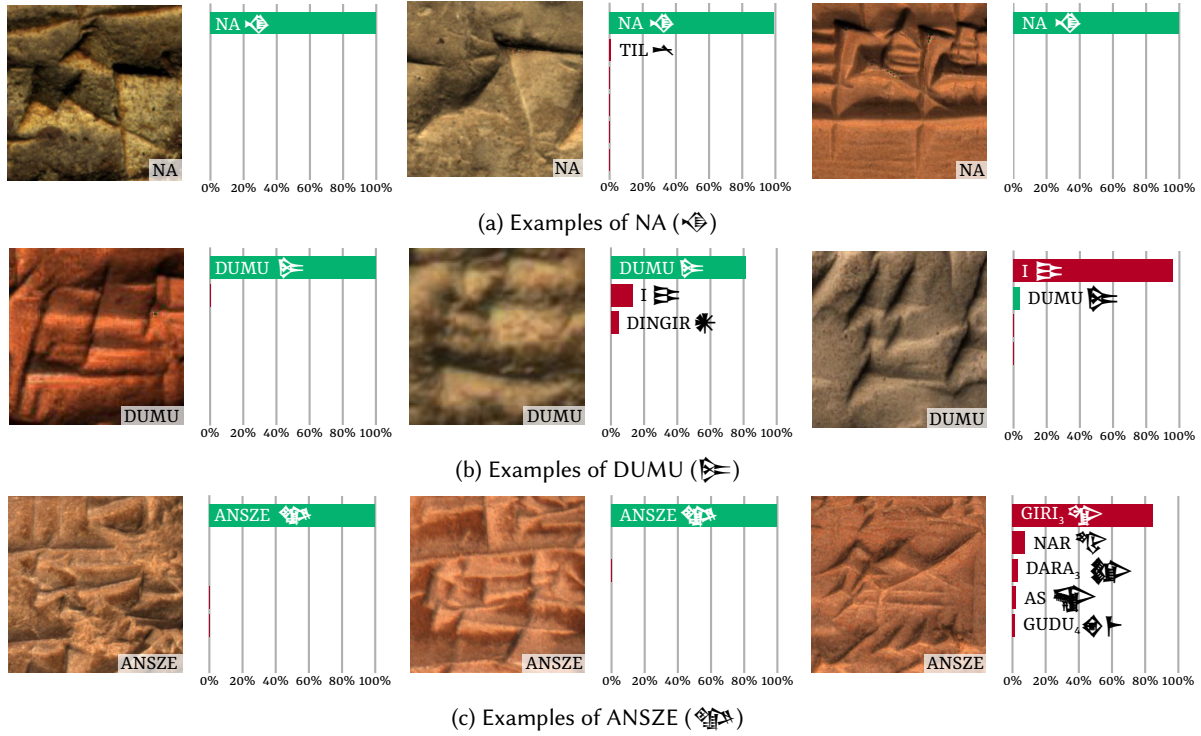 NA 𒈾
NA
0% 20% 40% 60% 80% 100%
NA 𒈾
TIL
NA
0% 20% 40% 60% 80% 100%
NA 𒈾
NA
0% 20% 40% 60% 80% 100%
(a) Examples of NA (𒈾)
DUMU 𒌉
DUMU
0% 20% 40% 60% 80% 100%
DUMU 𒌉
I 𒄿
DINGIR 𒀭
DUMU
0% 20% 40% 60% 80% 100%
I 𒄿
DUMU 𒌉
DUMU
0% 20% 40% 60% 80% 100%
(b) Examples of DUMU (𒌉)
ANSZE 𒀲
ANSZE
0% 20% 40% 60% 80% 100%
ANSZE 𒀲
ANSZE
0% 20% 40% 60% 80% 100%
GIRI₃ 𒄊
NAR 𒈜
DARA₃
AS
GUDU₄
ANSZE
0% 20% 40% 60% 80% 100%
(c) Examples of ANSZE (𒀲)